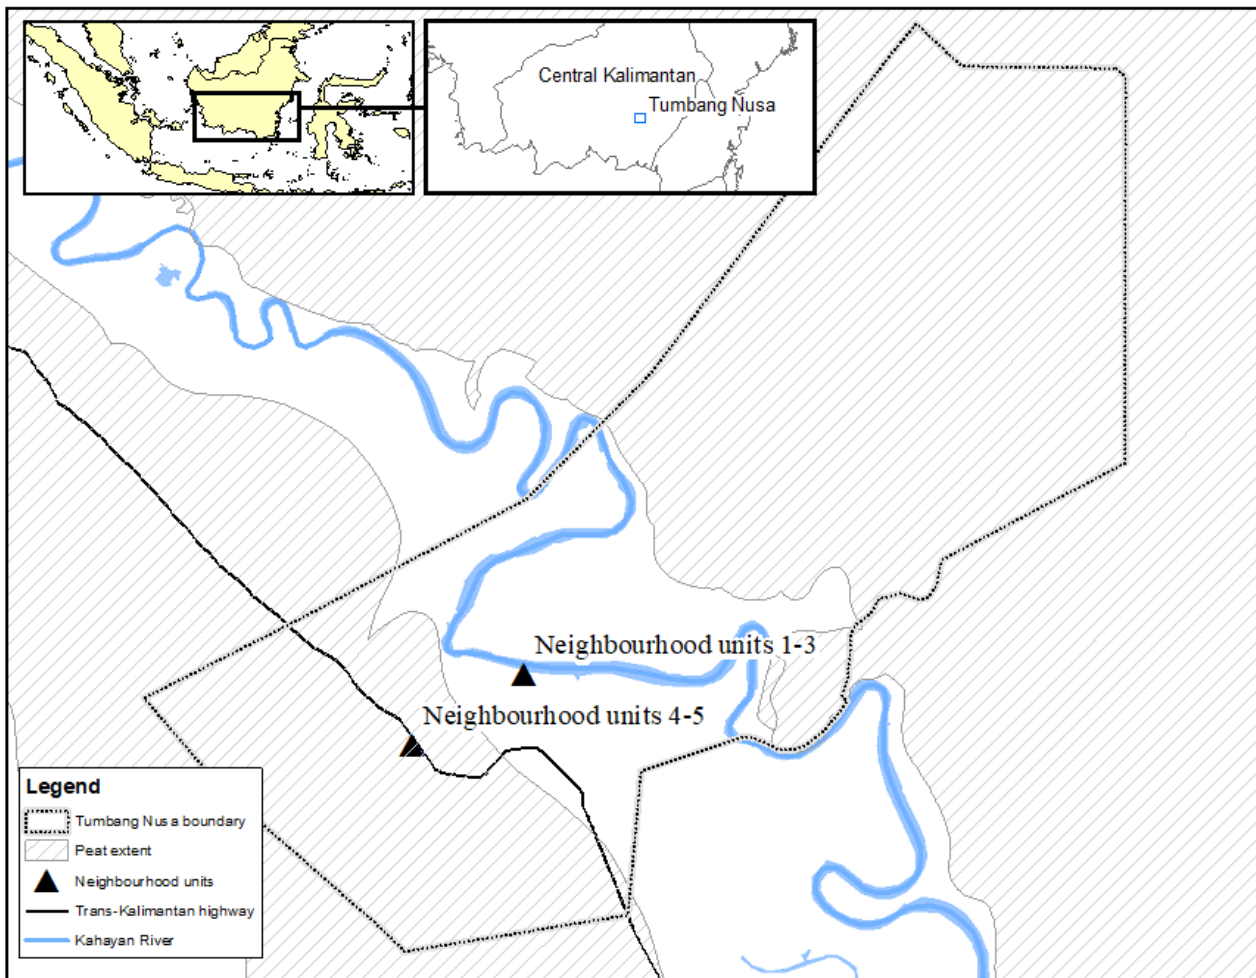 Central Kalimantan
Tumbang Nusa
Neighbourhood units 1-3
Neighbourhood units 4-5
Legend
Tumbang Nusa boundary
Peat extent
Neighbourhood units
Trans-Kalimantan highway
Kahayan River